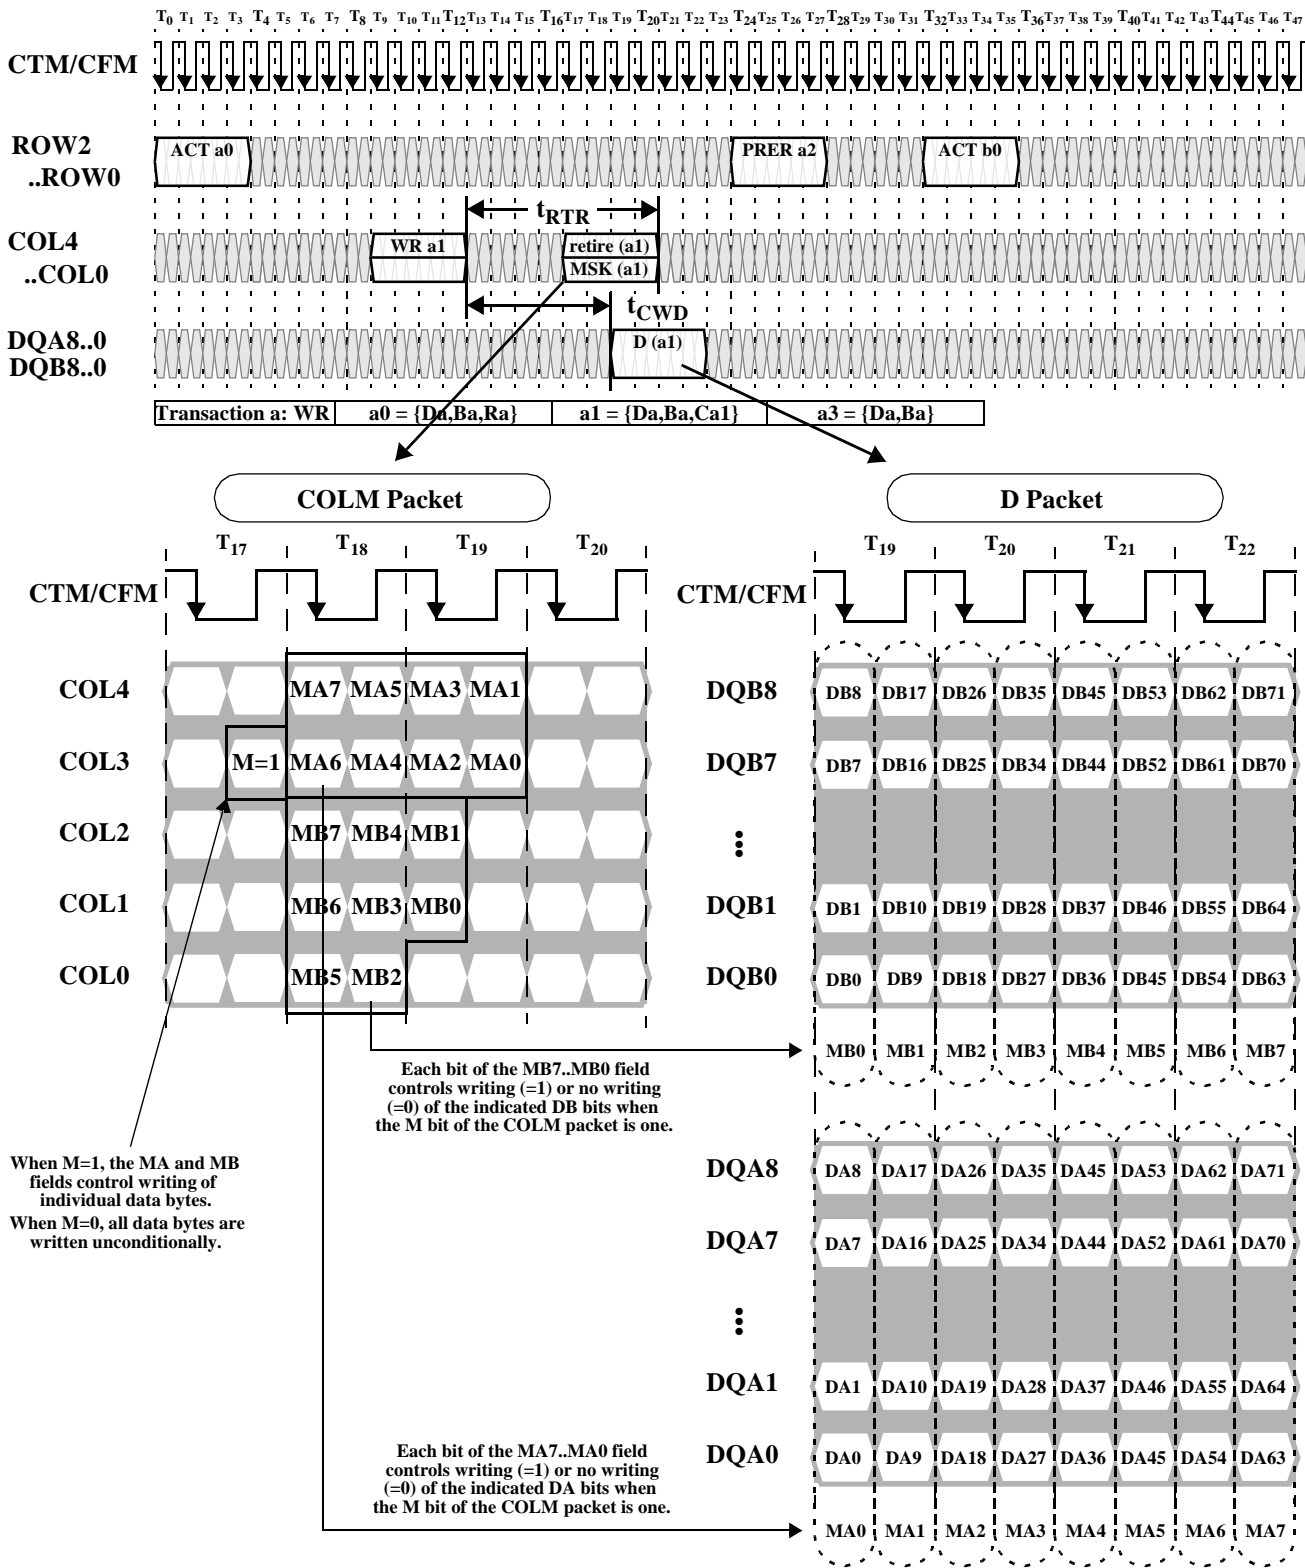 T0 T1 T2 T3 T4 T5 T6 T7 T8 T9 T10 T11 T12 T13 T14 T15 T16 T17 T18 T19 T20 T21 T22 T23 T24 T25 T26 T27 T28 T29 T30 T31 T32 T33 T34 T35 T36 T37 T38 T39 T40 T41 T42 T43 T44 T45 T46 T47
CTM/CFM
ROW2
..ROW0
ACT a0
PRER a2
ACT b0
tRTR
COL4
..COL0
WR a1
retire (a1)
MSK (a1)
tCWD
DQA8..0
DQB8..0
D (a1)
Transaction a: WR a0 = {Da,Ba,Ra} a1 = {Da,Ba,Ca1} a3 = {Da,Ba}
COLM Packet
T17 T18 T19 T20
CTM/CFM
COL4 MA7 MA5 MA3 MA1
COL3 M=1 MA6 MA4 MA2 MA0
COL2 MB7 MB4 MB1
COL1 MB6 MB3 MB0
COL0 MB5 MB2
Each bit of the MB7..MB0 field
controls writing (=1) or no writing
(=0) of the indicated DB bits when
the M bit of the COLM packet is one.
When M=1, the MA and MB
fields control writing of
individual data bytes.
When M=0, all data bytes are
written unconditionally.
Each bit of the MA7..MA0 field
controls writing (=1) or no writing
(=0) of the indicated DA bits when
the M bit of the COLM packet is one.
D Packet
T19 T20 T21 T22
CTM/CFM
DQB8 DB8 DB17 DB26 DB35 DB45 DB53 DB62 DB71
DQB7 DB7 DB16 DB25 DB34 DB44 DB52 DB61 DB70
DQB1 DB1 DB10 DB19 DB28 DB37 DB46 DB55 DB64
DQB0 DB0 DB9 DB18 DB27 DB36 DB45 DB54 DB63
MB0 MB1 MB2 MB3 MB4 MB5 MB6 MB7
DQA8 DA8 DA17 DA26 DA35 DA45 DA53 DA62 DA71
DQA7 DA7 DA16 DA25 DA34 DA44 DA52 DA61 DA70
DQA1 DA1 DA10 DA19 DA28 DA37 DA46 DA55 DA64
DQA0 DA0 DA9 DA18 DA27 DA36 DA45 DA54 DA63
MA0 MA1 MA2 MA3 MA4 MA5 MA6 MA7